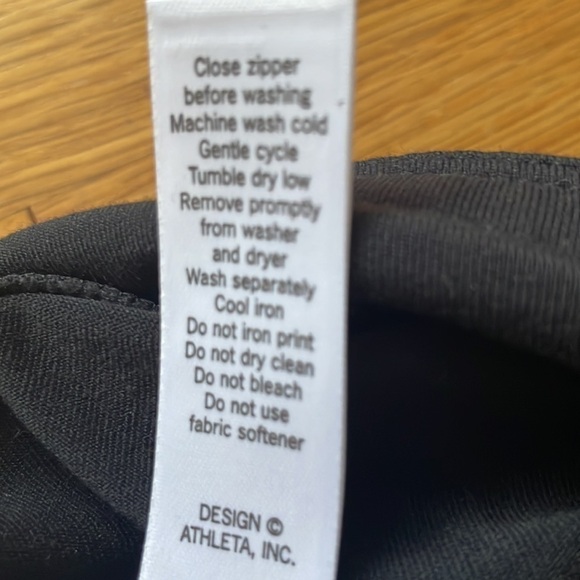 Close zipper
before washing
Machine wash cold
Gentle cycle
Tumble dry low
Remove promptly
from washer
and dryer
Wash separately
Cool iron
Do not iron print
Do not dry clean
Do not bleach
Do not use
fabric softener
DESIGN ©
ATHLETA, INC.